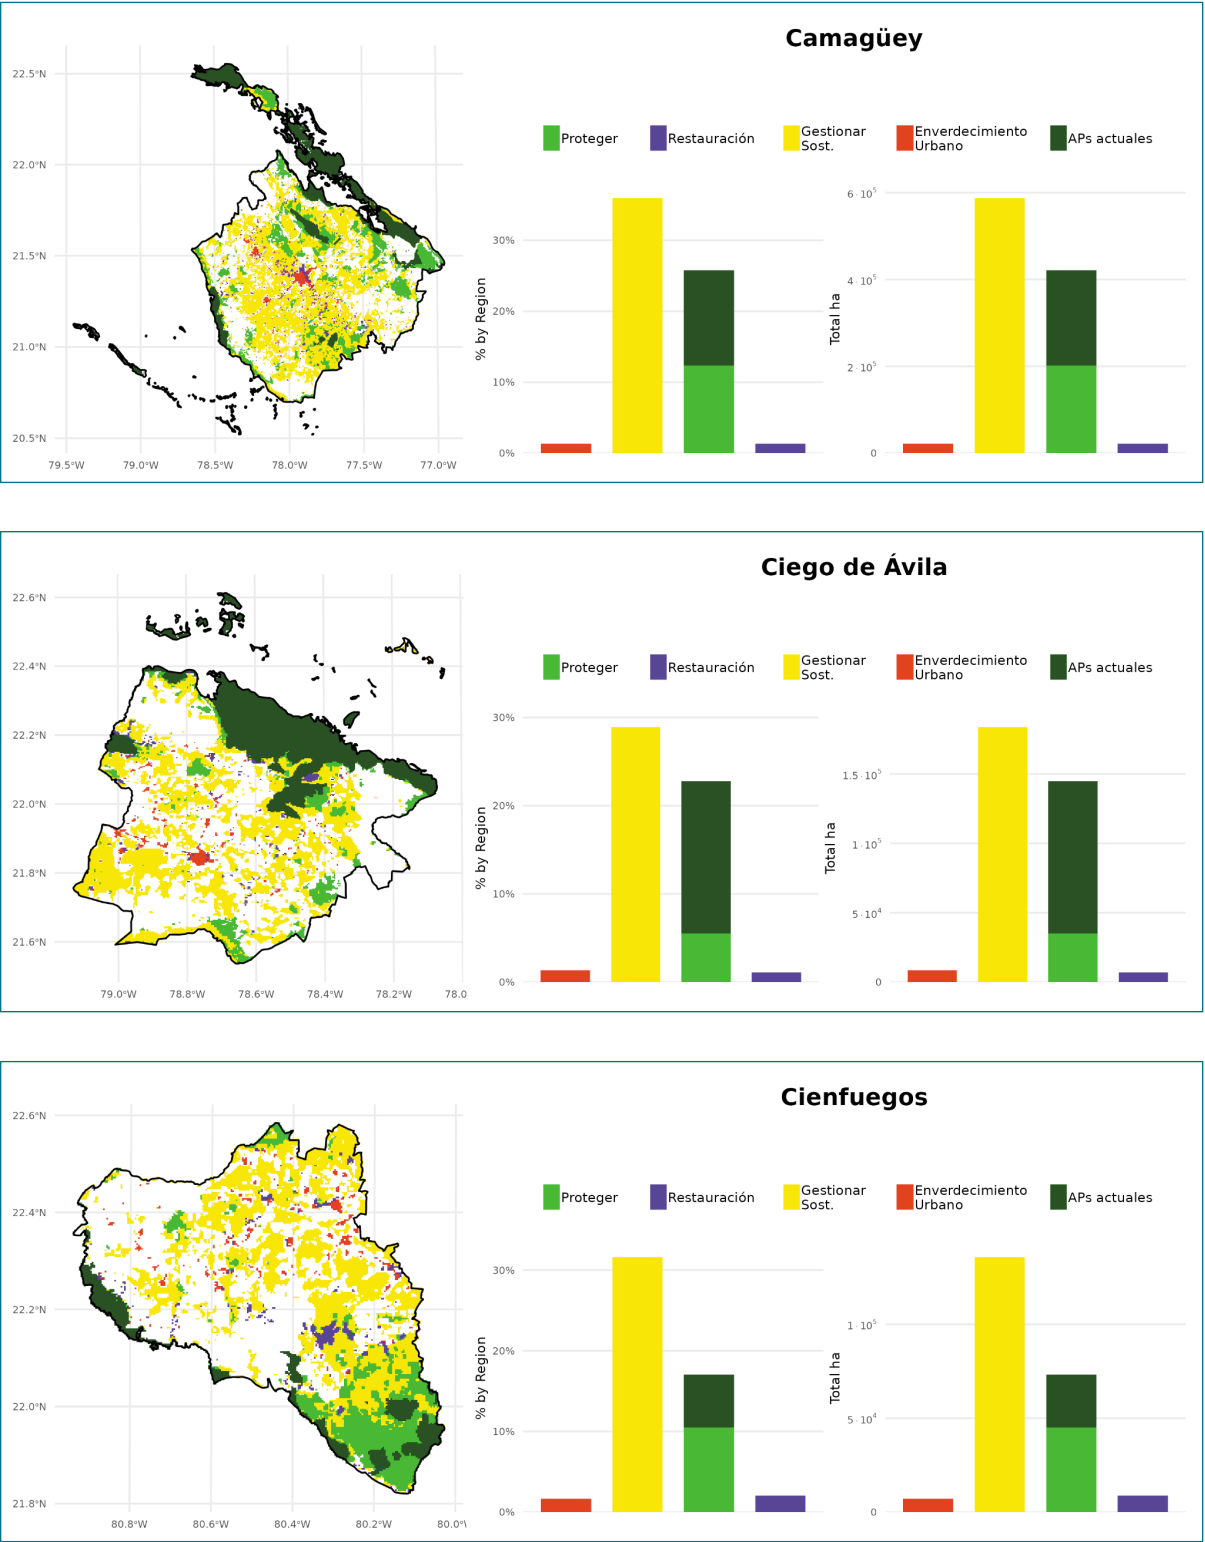 Camagüey
Proteger
Restauración
Gestionar
Sost.
Enverdecimiento
Urbano
APs actuales
22.5°N
22.0°N
21.5°N
21.0°N
20.5°N
79.5°W 79.0°W 78.5°W 78.0°W 77.5°W 77.0°W
% by Region
30%
20%
10%
0%
Total ha
6·10⁵
4·10⁵
2·10⁵
0
Ciego de Ávila
Proteger
Restauración
Gestionar
Sost.
Enverdecimiento
Urbano
APs actuales
22.6°N
22.4°N
22.2°N
22.0°N
21.8°N
21.6°N
79.0°W 78.8°W 78.6°W 78.4°W 78.2°W 78.0
% by Region
30%
20%
10%
0%
Total ha
1.5·10⁵
1·10⁵
5·10⁴
0
Cienfuegos
Proteger
Restauración
Gestionar
Sost.
Enverdecimiento
Urbano
APs actuales
22.6°N
22.4°N
22.2°N
22.0°N
21.8°N
80.8°W 80.6°W 80.4°W 80.2°W 80.0°
% by Region
30%
20%
10%
0%
Total ha
1·10⁵
5·10⁴
0